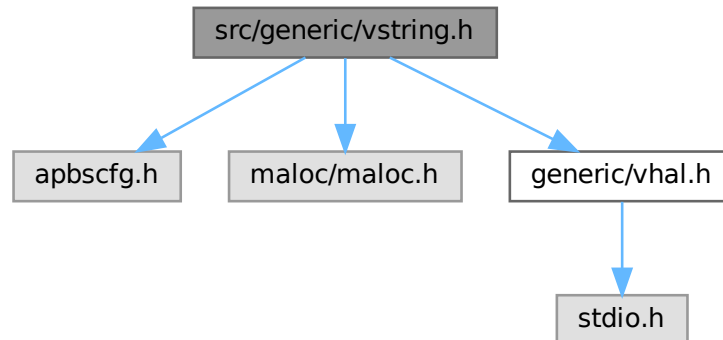 src/generic/vstring.h
apbscfg.h
maloc/maloc.h
generic/vhal.h
stdio.h